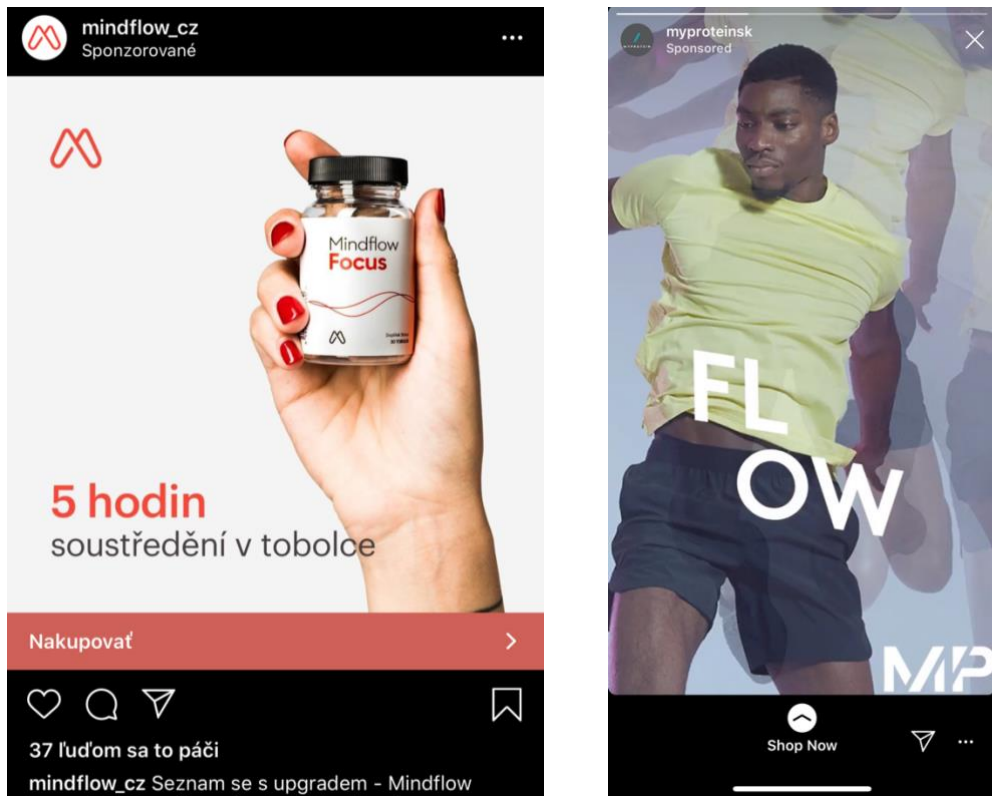 mindflow_cz
Sponzorované
Mindflow
Focus
5 hodin
soustředění v tobolce
Nakupovať
37 ľuďom sa to páči
mindflow_cz Seznam se s upgradem - Mindflow
myproteinsk
Sponsored
FL
OW
MP
Shop Now